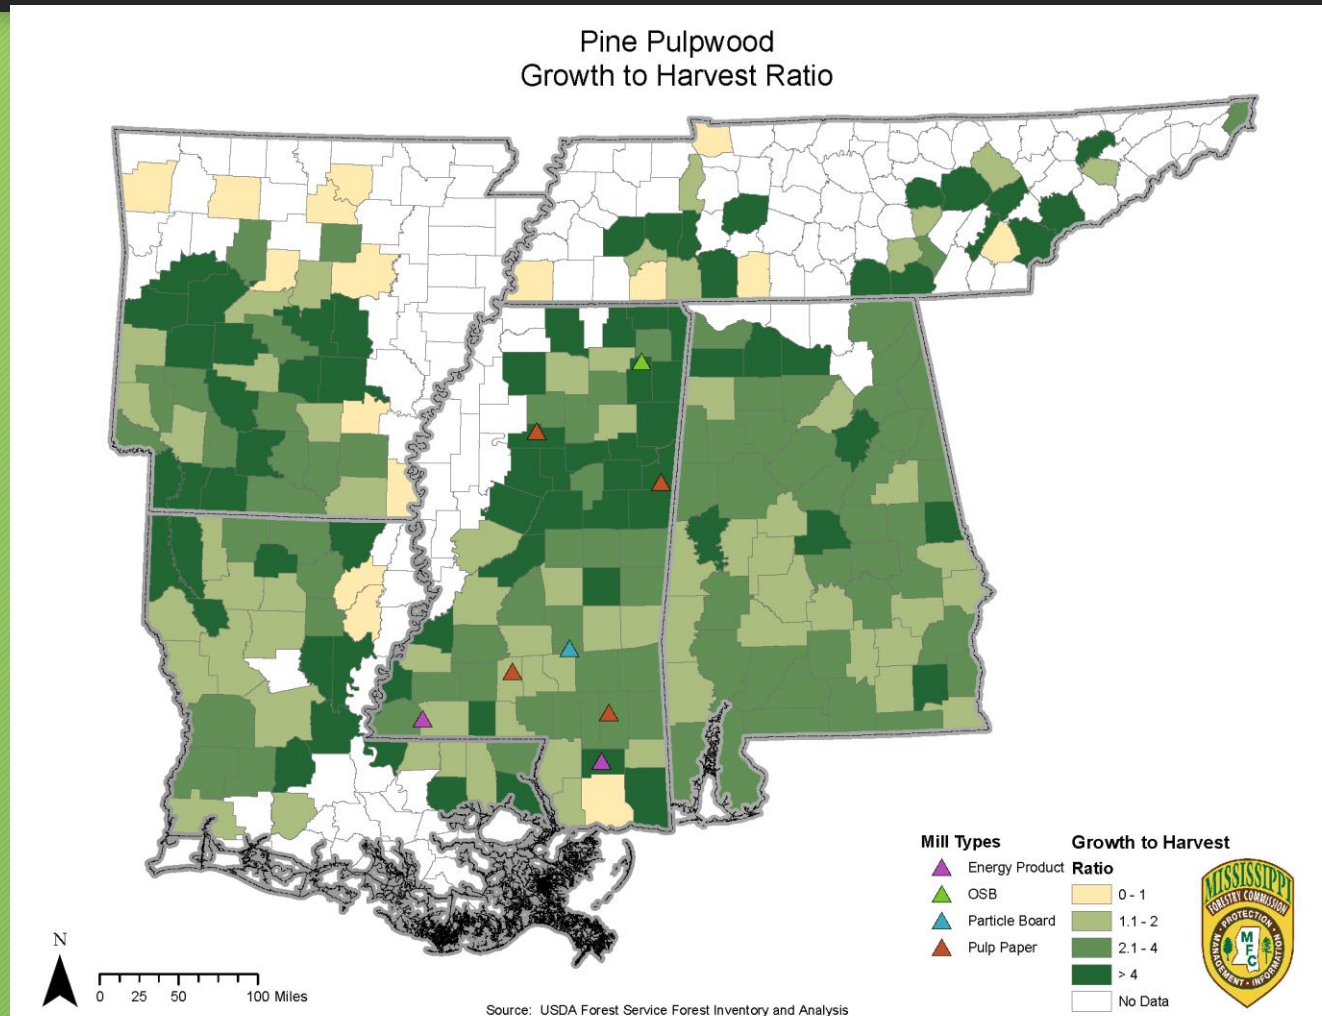 Pine Pulpwood
Growth to Harvest Ratio
Mill Types
Energy Product
OSB
Particle Board
Pulp Paper
Growth to Harvest
Ratio
0 - 1
1.1 - 2
2.1 - 4
> 4
No Data
MISSISSIPPI
FORESTRY COMMISSION
PROTECTION
MANAGEMENT • INFORMATION
M
F
C
N
0 25 50 100 Miles
Source: USDA Forest Service Forest Inventory and Analysis